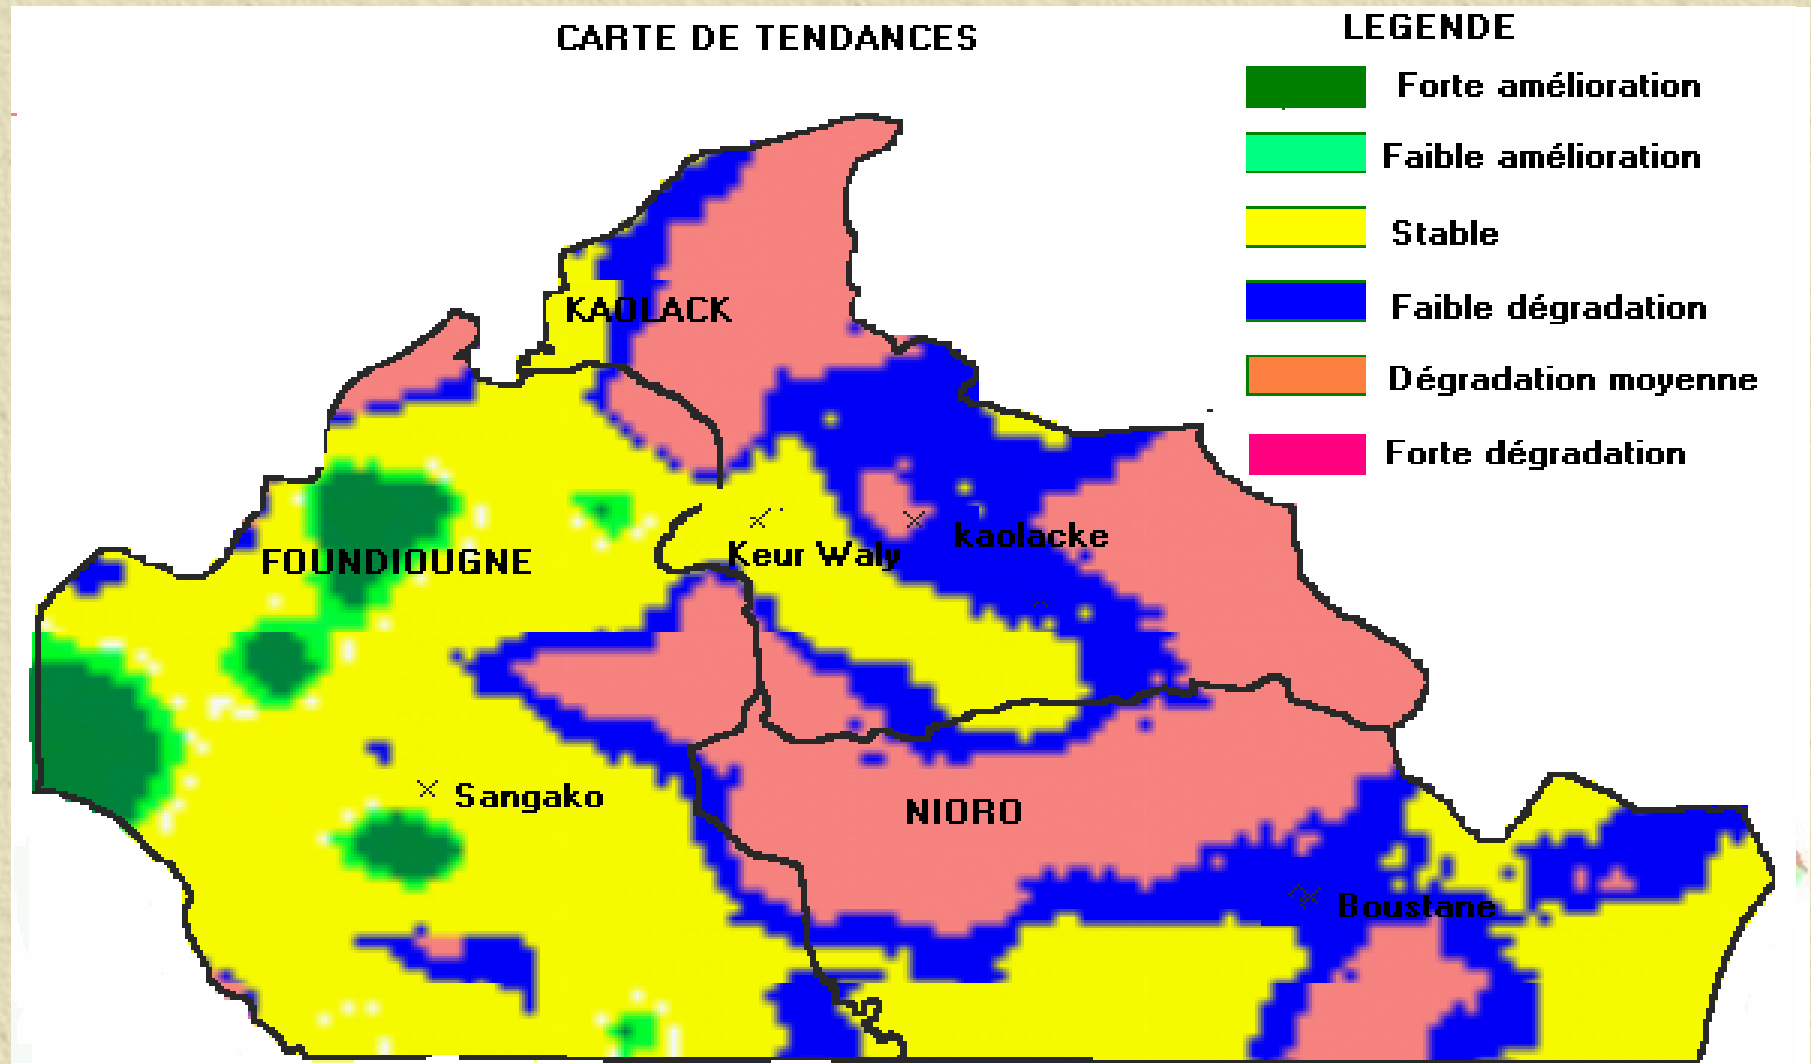 CARTE DE TENDANCES
LEGENDE
Forte amélioration
Faible amélioration
Stable
Faible dégradation
Dégradation moyenne
Forte dégradation
KAOLACK
kaolacke
Keur Waly
FOUNDIOUGNE
Sangako
NIORO
Boustane